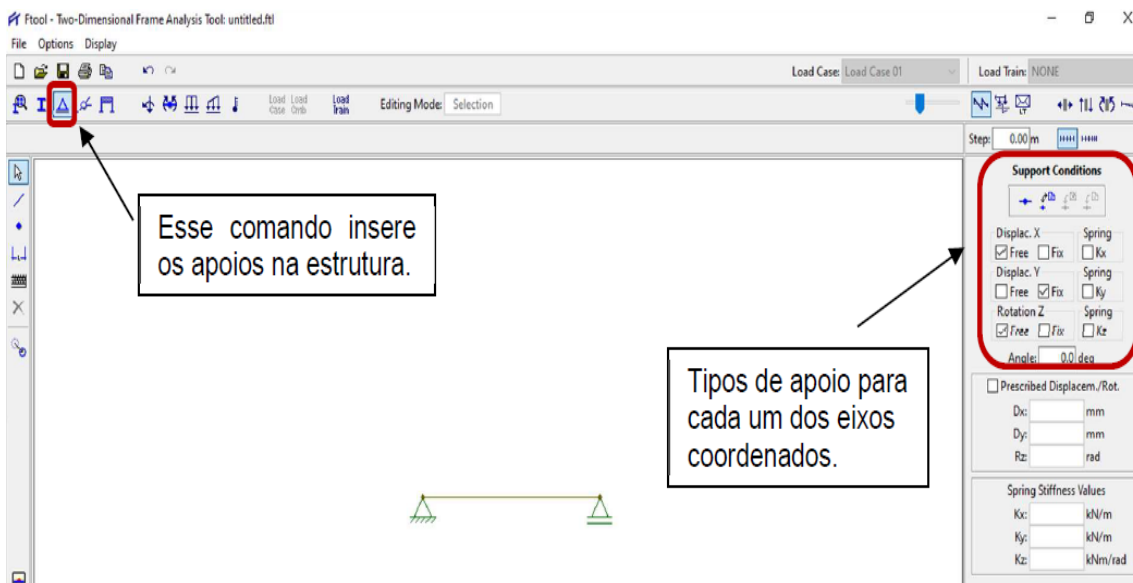 Ftool - Two-Dimensional Frame Analysis Tool: untitled.ftl
File Options Display
Load Case: Load Case 01 Load Train: NONE
Load Case Load Cmb Load Train Editing Mode: Selection
Step: 0.00 m
Support Conditions
Displac. X Spring
Free Fix Kx
Displac. Y Spring
Free Fix Ky
Rotation Z Spring
Free Fix Kz
Angle: 0.0 deg
Prescribed Displacem./Rot.
Dx: mm
Dy: mm
Rz: rad
Spring Stiffness Values
Kx: kN/m
Ky: kN/m
Kz: kNm/rad
Esse comando insere
os apoios na estrutura.
Tipos de apoio para
cada um dos eixos
coordenados.